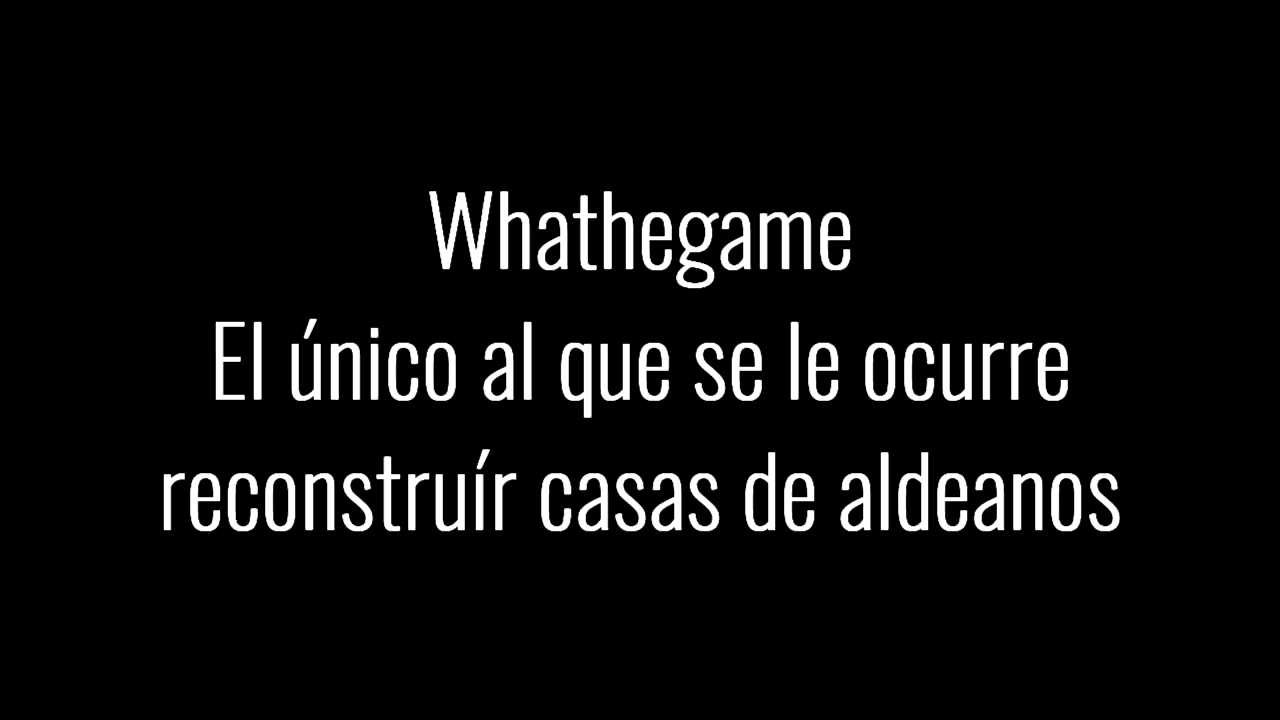 Whathegame
El único al que se le ocurre
reconstruír casas de aldeanos